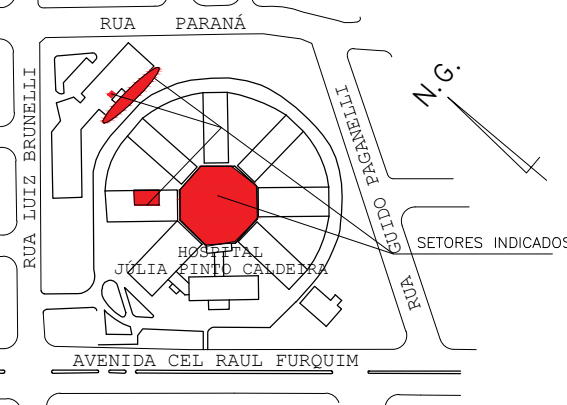 RUA PARANÁ
N.G.
RUA LUIZ BRUNELLI
RUA GUIDO PAGANELLI
SETORES INDICADOS
HOSPITAL
JÚLIA PINTO CALDEIRA
AVENIDA CEL RAUL FURQUIM